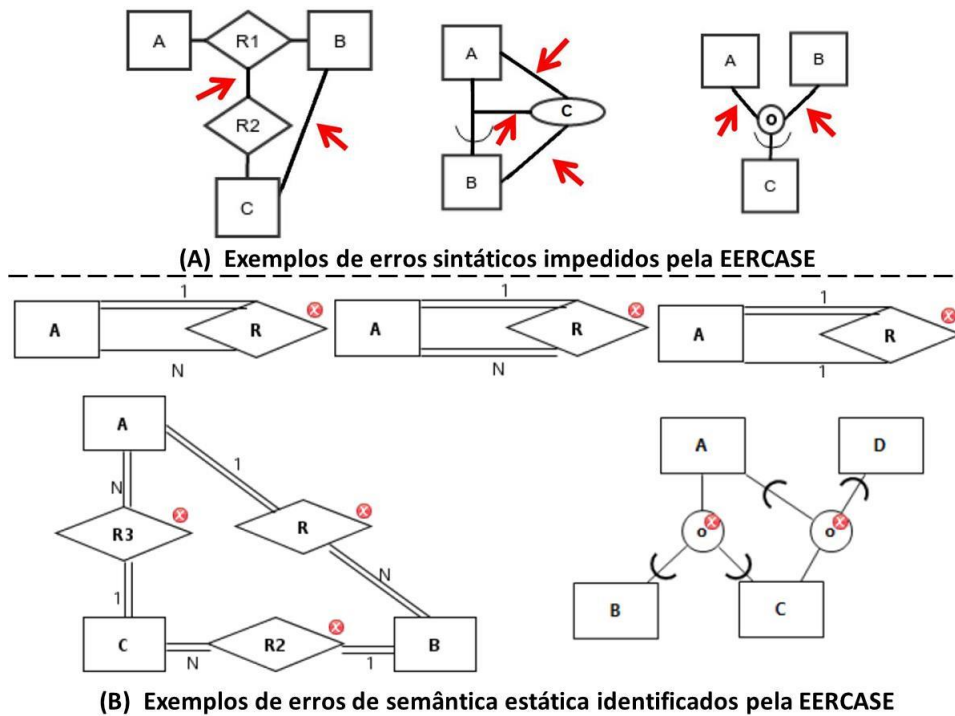 A R1 B
R2
C
A
C
B
A B
o
C
(A) Exemplos de erros sintáticos impedidos pela EERCASE
1
A R
N
1
A R
N
1
A R
1
A
1
N
R3 R
1 N
C R2 B
N 1
A D
o o
B C
(B) Exemplos de erros de semântica estática identificados pela EERCASE